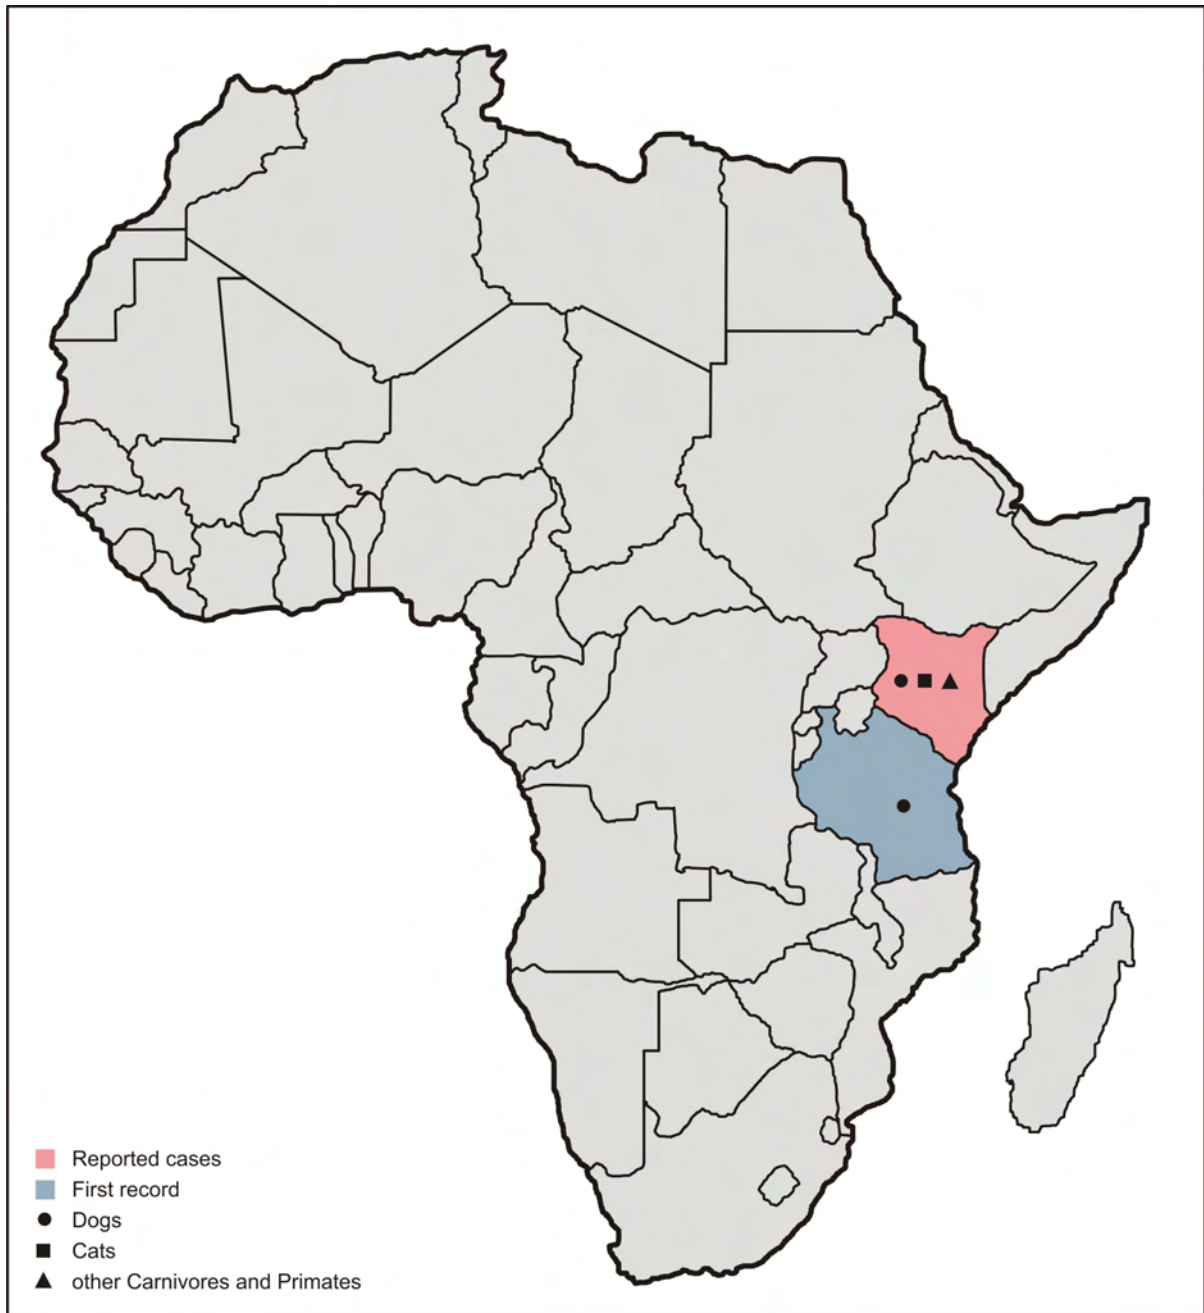 Reported cases
First record
Dogs
Cats
other Carnivores and Primates